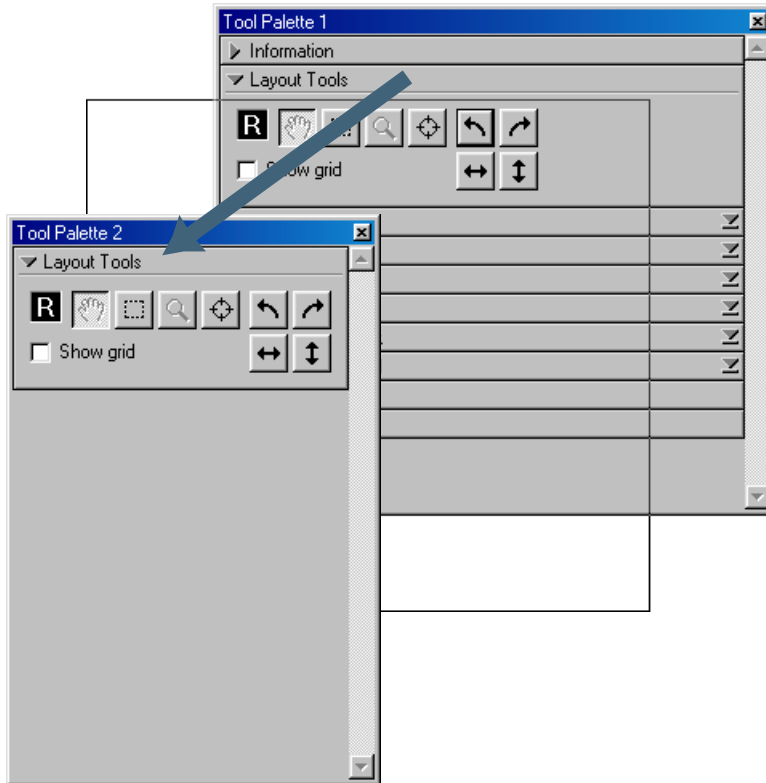 Tool Palette 1
Information
Layout Tools
R
Show grid
Tool Palette 2
Layout Tools
R
Show grid